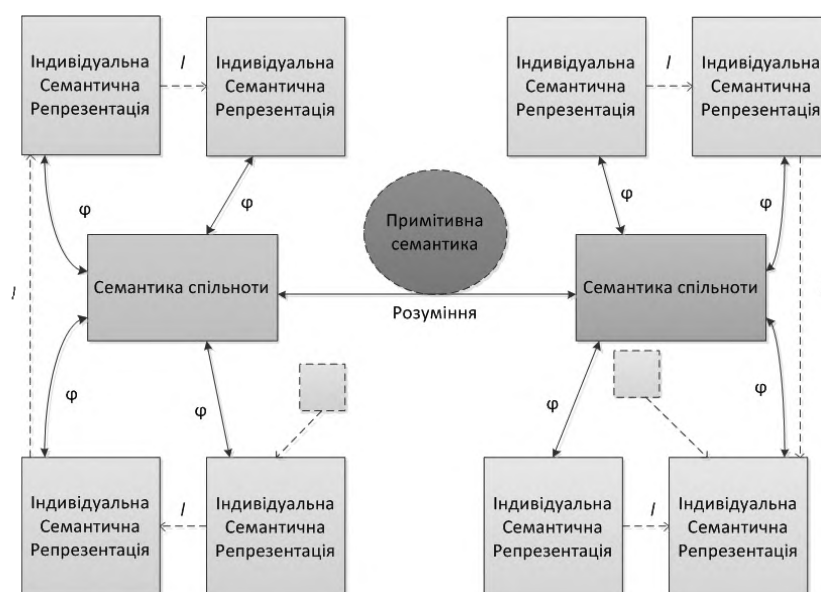 Індивідуальна
Семантична
Репрезентація
I
Індивідуальна
Семантична
Репрезентація
Індивідуальна
Семантична
Репрезентація
I
Індивідуальна
Семантична
Репрезентація
φ
φ
φ
φ
Примітивна
семантика
Семантика спільноти
Семантика спільноти
Розуміння
I
I
φ
φ
φ
φ
Індивідуальна
Семантична
Репрезентація
I
Індивідуальна
Семантична
Репрезентація
Індивідуальна
Семантична
Репрезентація
I
Індивідуальна
Семантична
Репрезентація